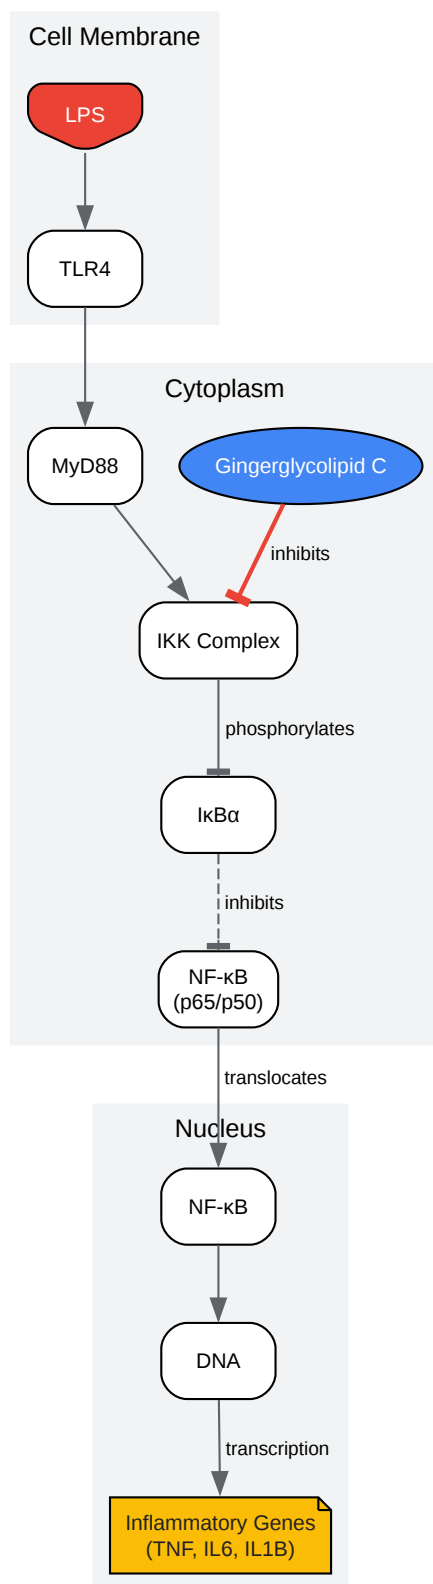 Cell Membrane
LPS
TLR4
Cytoplasm
MyD88
Gingerglycolipid C
inhibits
IKK Complex
phosphorylates
IκBα
inhibits
NF-κB
(p65/p50)
translocates
Nucleus
NF-κB
DNA
transcription
Inflammatory Genes
(TNF, IL6, IL1B)